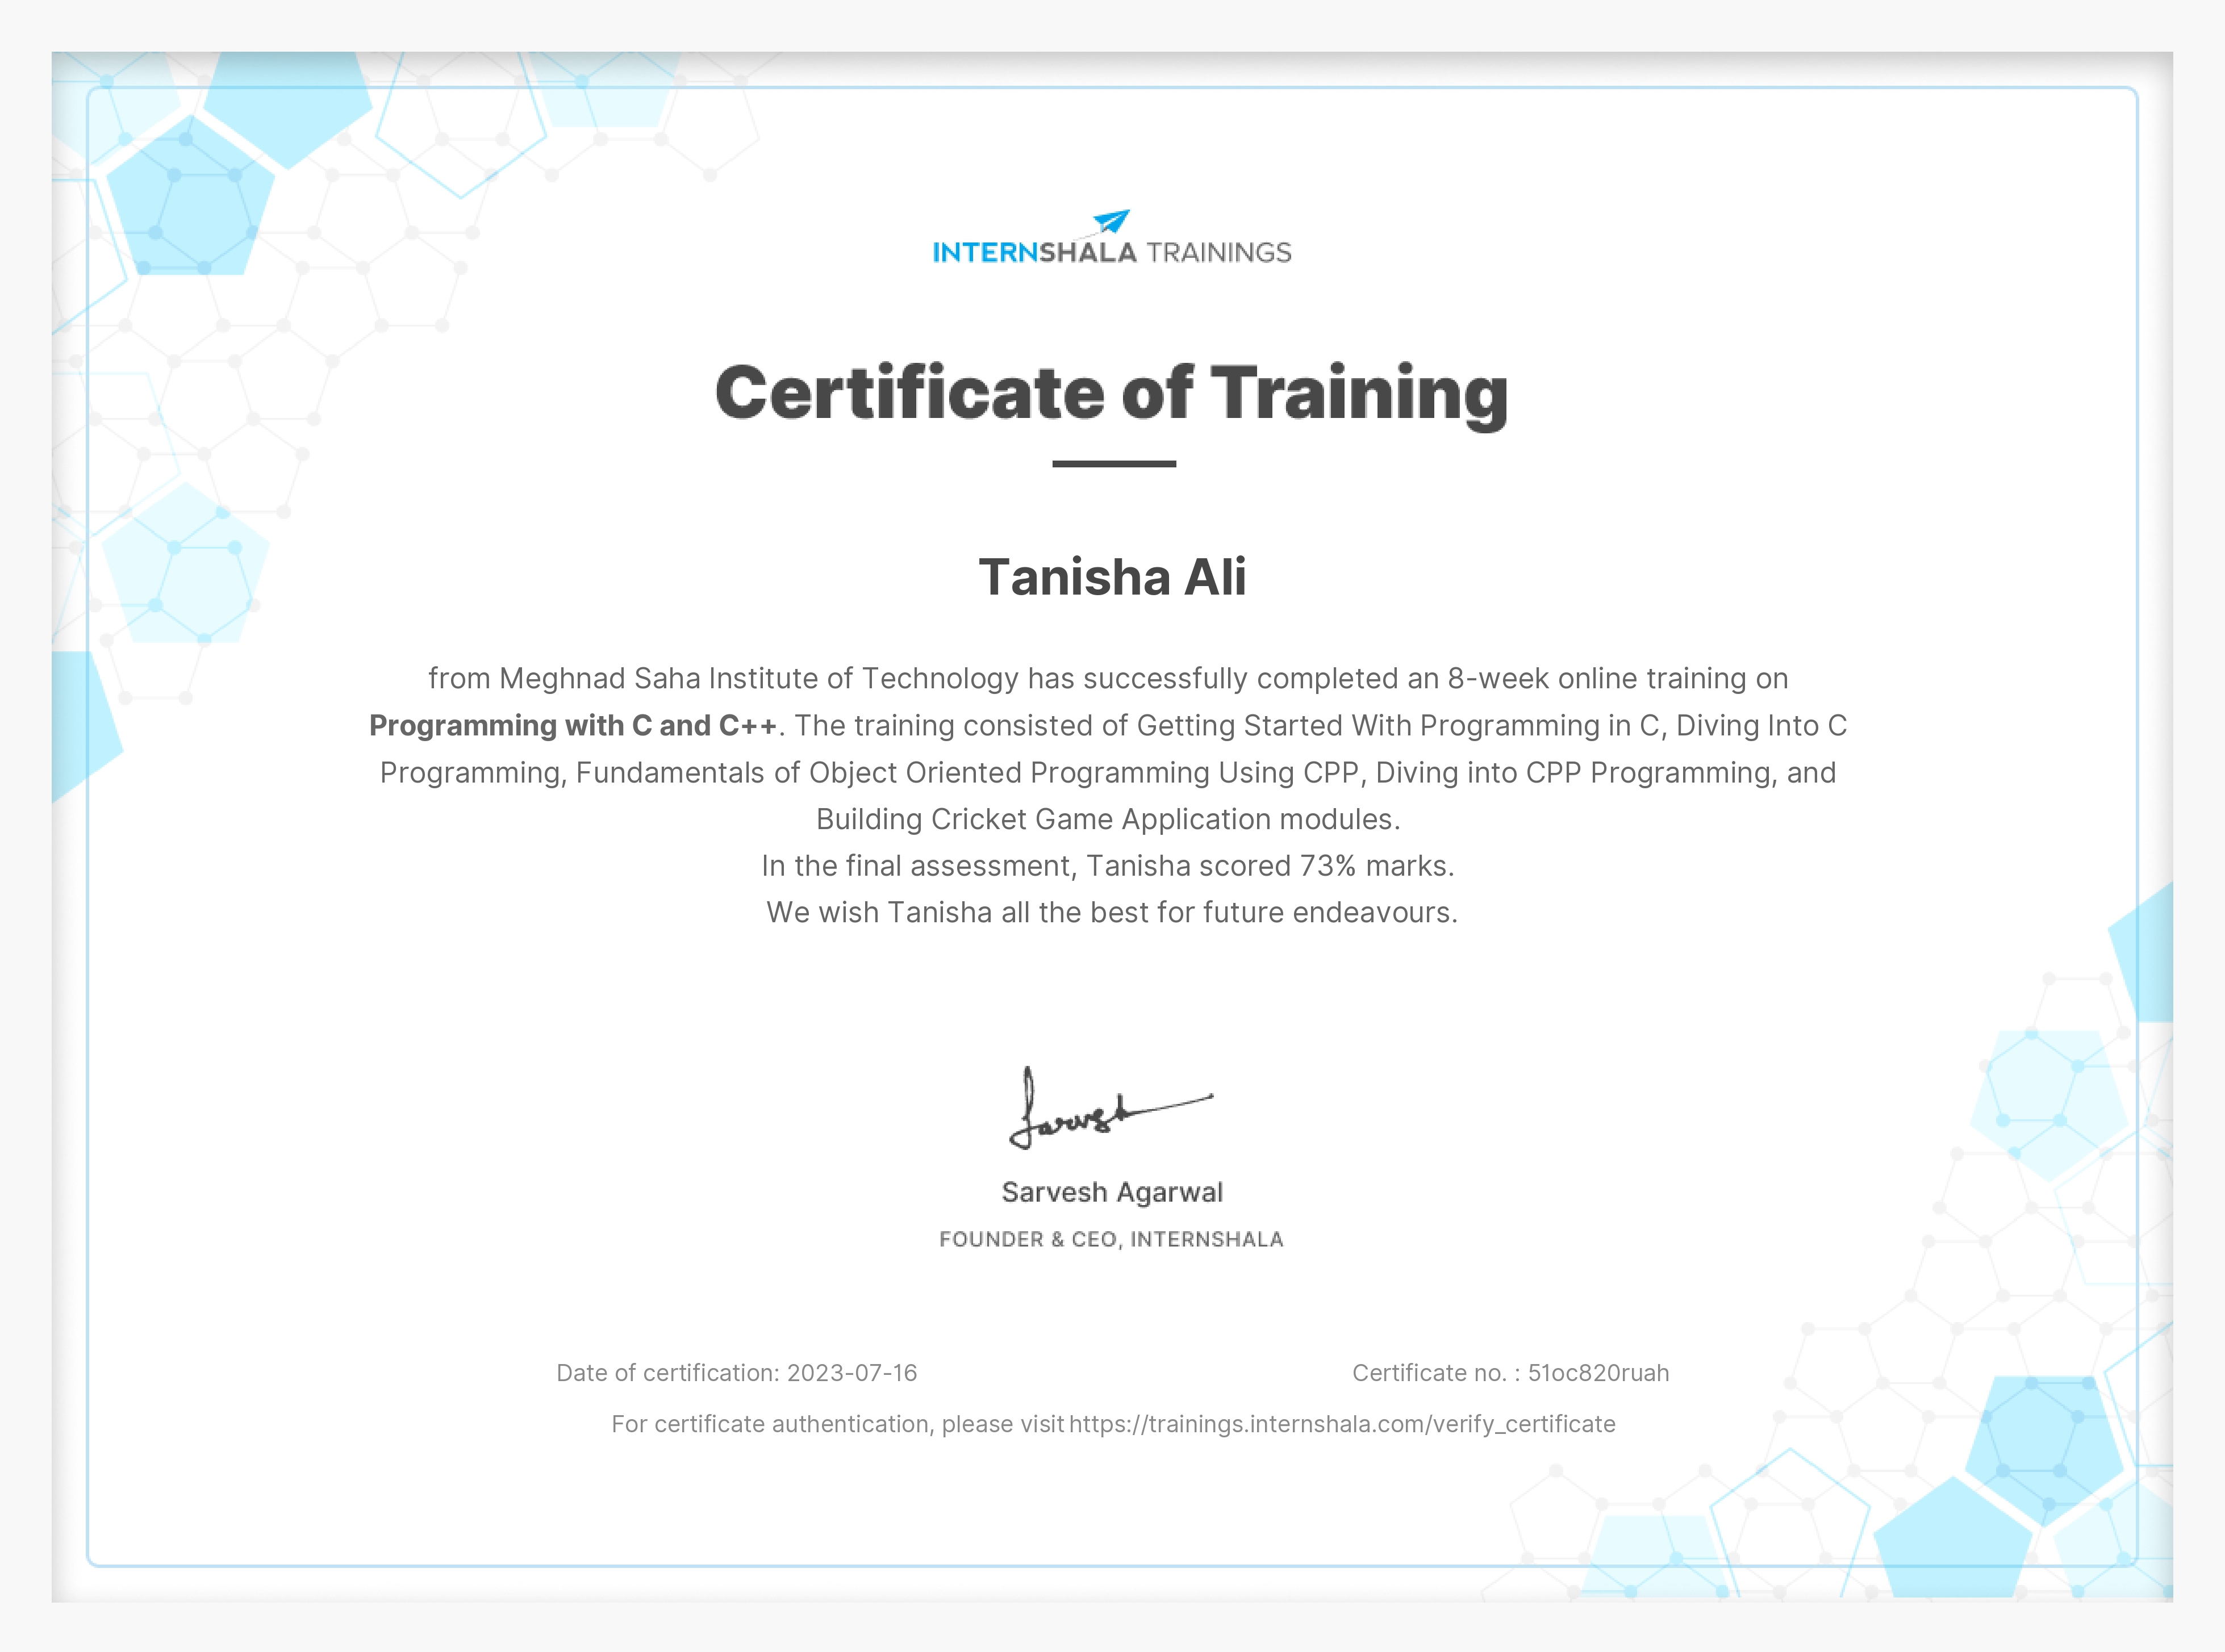 INTERNSHALA TRAININGS
Certificate of Training
Tanisha Ali
from Meghnad Saha Institute of Technology has successfully completed an 8-week online training on
Programming with C and C++. The training consisted of Getting Started With Programming in C, Diving Into C
Programming, Fundamentals of Object Oriented Programming Using CPP, Diving into CPP Programming, and
Building Cricket Game Application modules.
In the final assessment, Tanisha scored 73% marks.
We wish Tanisha all the best for future endeavours.
Sarvesh
Sarvesh Agarwal
FOUNDER & CEO, INTERNSHALA
Date of certification: 2023-07-16
Certificate no. : 51oc820ruah
For certificate authentication, please visit https://trainings.internshala.com/verify_certificate